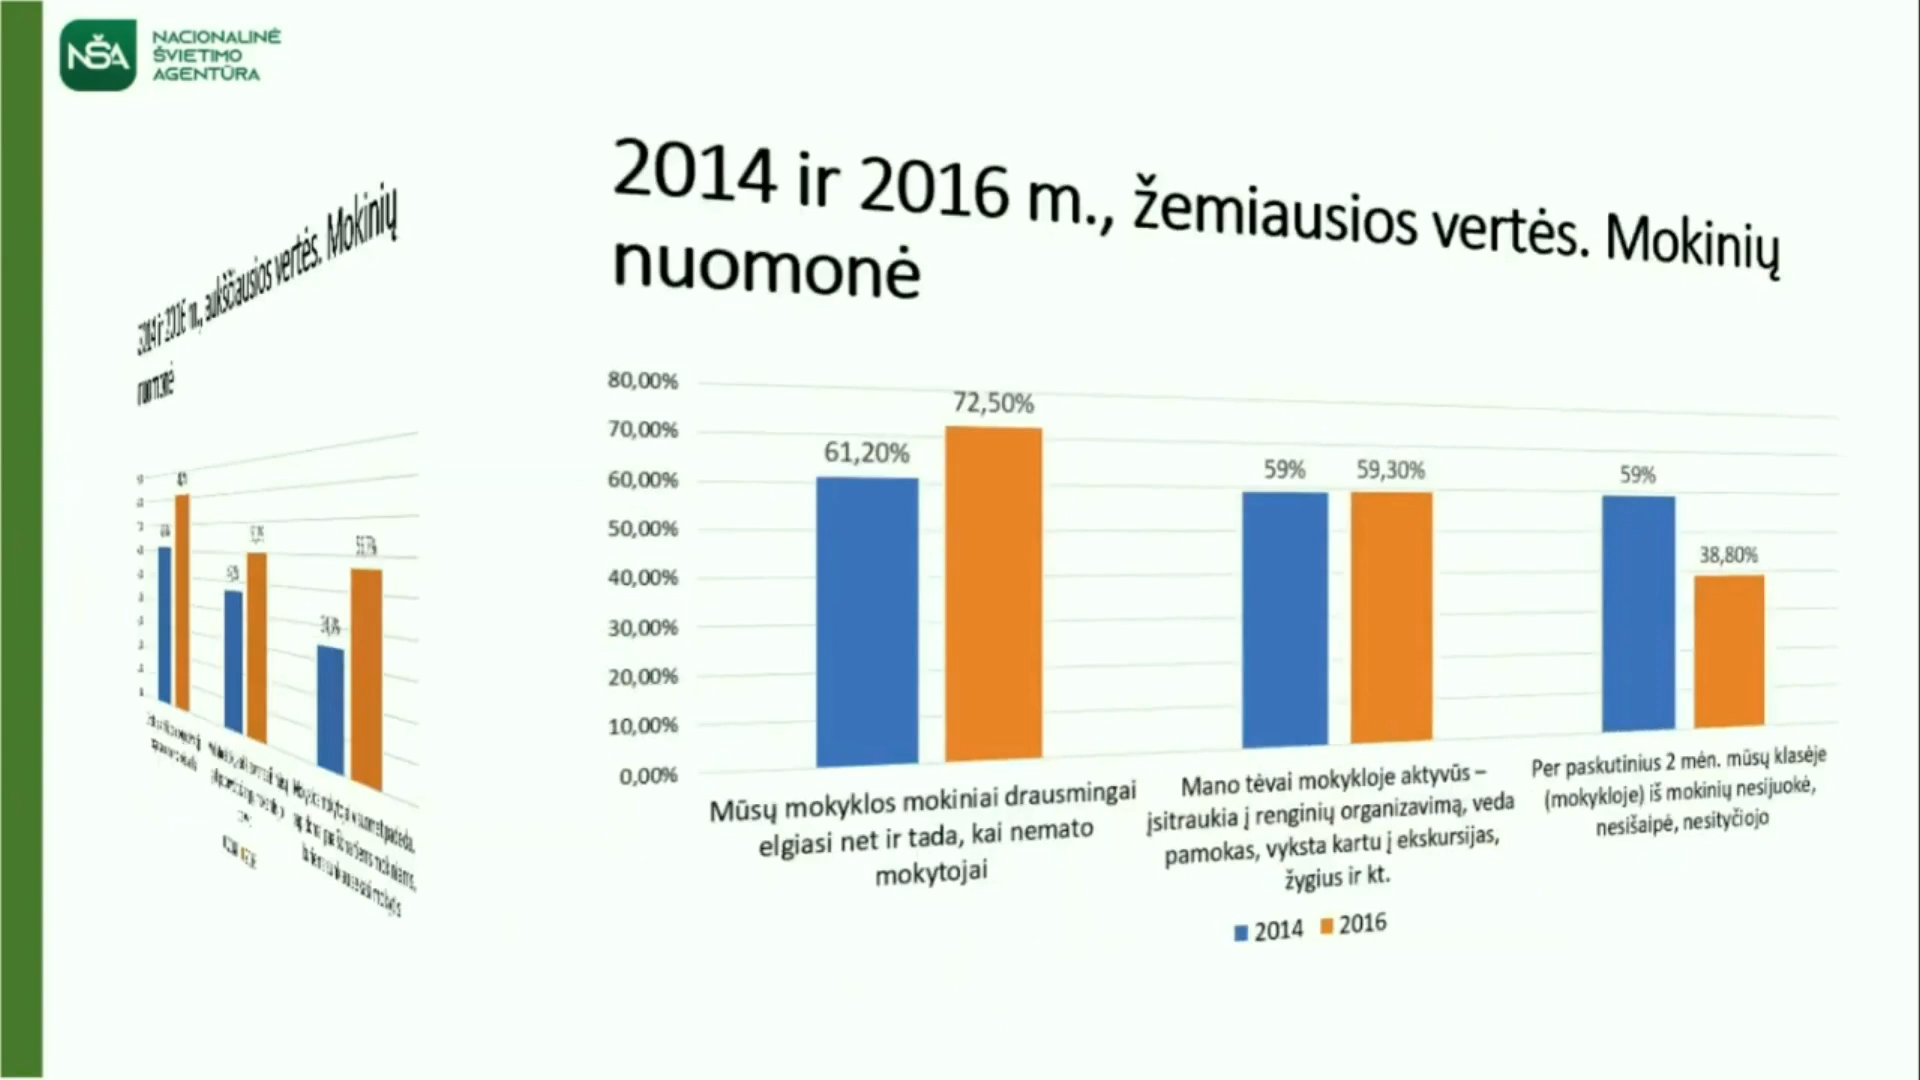 NACIONALINĖ
ŠVIETIMO
AGENTŪRA
NŠA
2014 ir 2016 m., aukščiausios vertės. Mokinių
nuomonė
2014 ir 2016 m., žemiausios vertės. Mokinių
nuomonė
80,00%
70,00%
60,00%
50,00%
40,00%
30,00%
20,00%
10,00%
0,00%
61,20%
72,50%
59%
59,30%
59%
38,80%
Mūsų mokyklos mokiniai drausmingai
elgiasi net ir tada, kai nemato
mokytojai
Mano tėvai mokykloje aktyvūs –
įsitraukia į renginių organizavimą, veda
pamokas, vyksta kartu į ekskursijas,
žygius ir kt.
Per paskutinius 2 mėn. mūsų klasėje
(mokykloje) iš mokinių nesijuokė,
nesišaipė, nesityčiojo
2014 2016